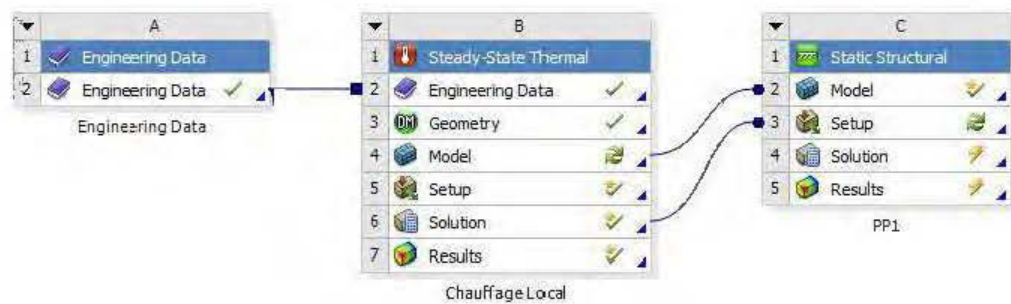 A
1 Engineering Data
2 Engineering Data
Engineering Data
B
1 Steady-State Thermal
2 Engineering Data
3 DM Geometry
4 Model
5 Setup
6 Solution
7 Results
Chauffage Local
C
1 Static Structural
2 Model
3 Setup
4 Solution
5 Results
PP1